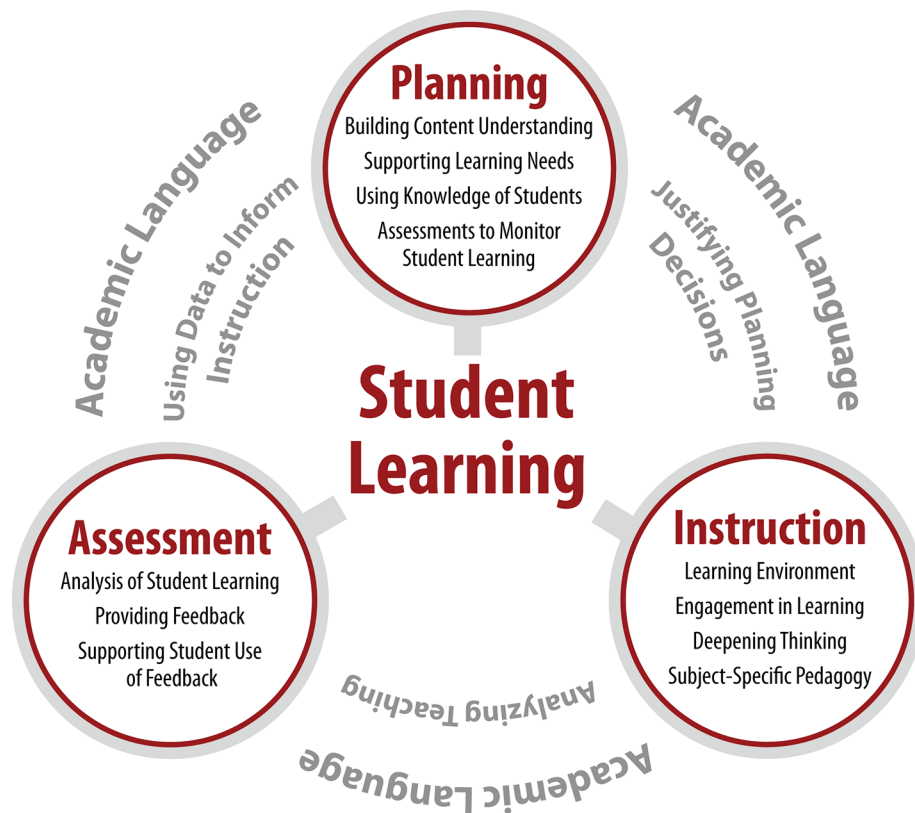 Planning
Building Content Understanding
Supporting Learning Needs
Using Knowledge of Students
Assessments to Monitor
Student Learning
Academic Language
Using Data to Inform
Instruction
Academic Language
Justifying Planning
Decisions
Student
Learning
Assessment
Analysis of Student Learning
Providing Feedback
Supporting Student Use
of Feedback
Instruction
Learning Environment
Engagement in Learning
Deepening Thinking
Subject-Specific Pedagogy
Analyzing Teaching
Academic Language